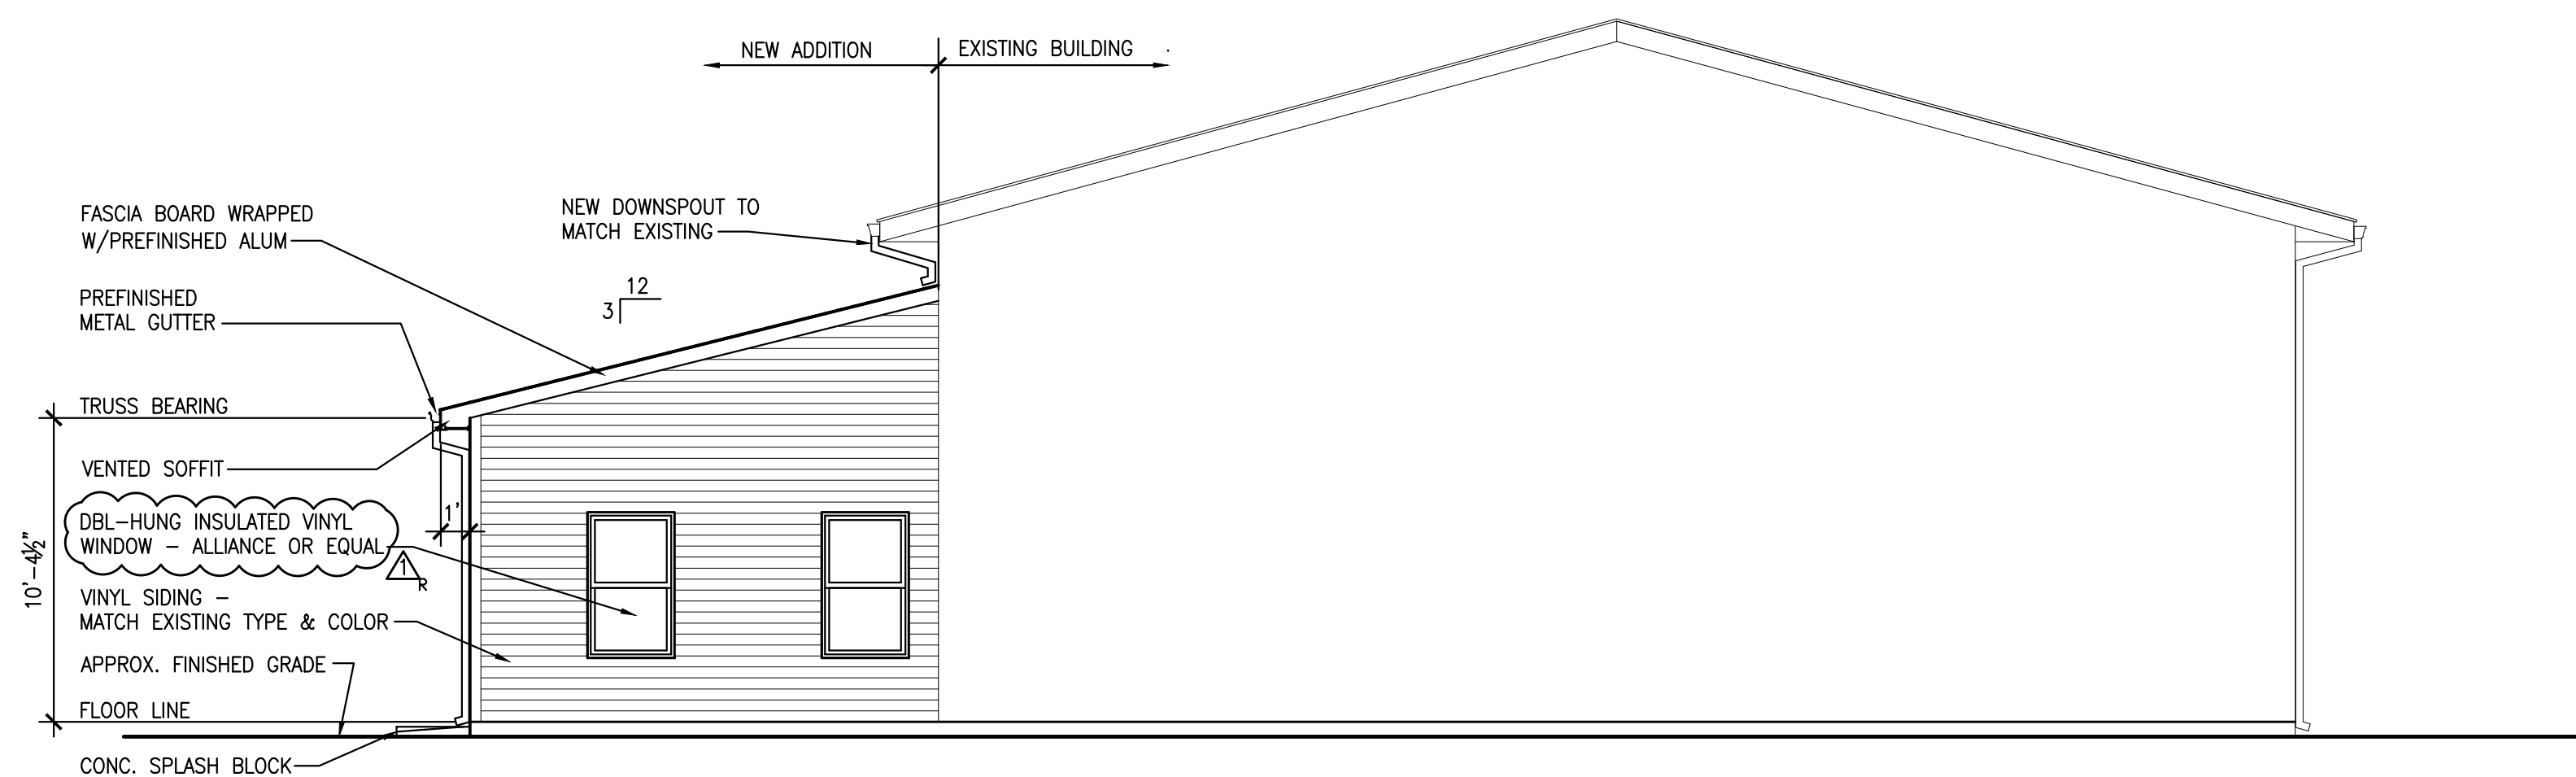 NEW ADDITION
EXISTING BUILDING
FASCIA BOARD WRAPPED
W/PREFINISHED ALUM
NEW DOWNSPOUT TO
MATCH EXISTING
12
3
PREFINISHED
METAL GUTTER
TRUSS BEARING
VENTED SOFFIT
1'
DBL-HUNG INSULATED VINYL
WINDOW - ALLIANCE OR EQUAL
1
R
10'-4½"
VINYL SIDING -
MATCH EXISTING TYPE & COLOR
APPROX. FINISHED GRADE
FLOOR LINE
CONC. SPLASH BLOCK